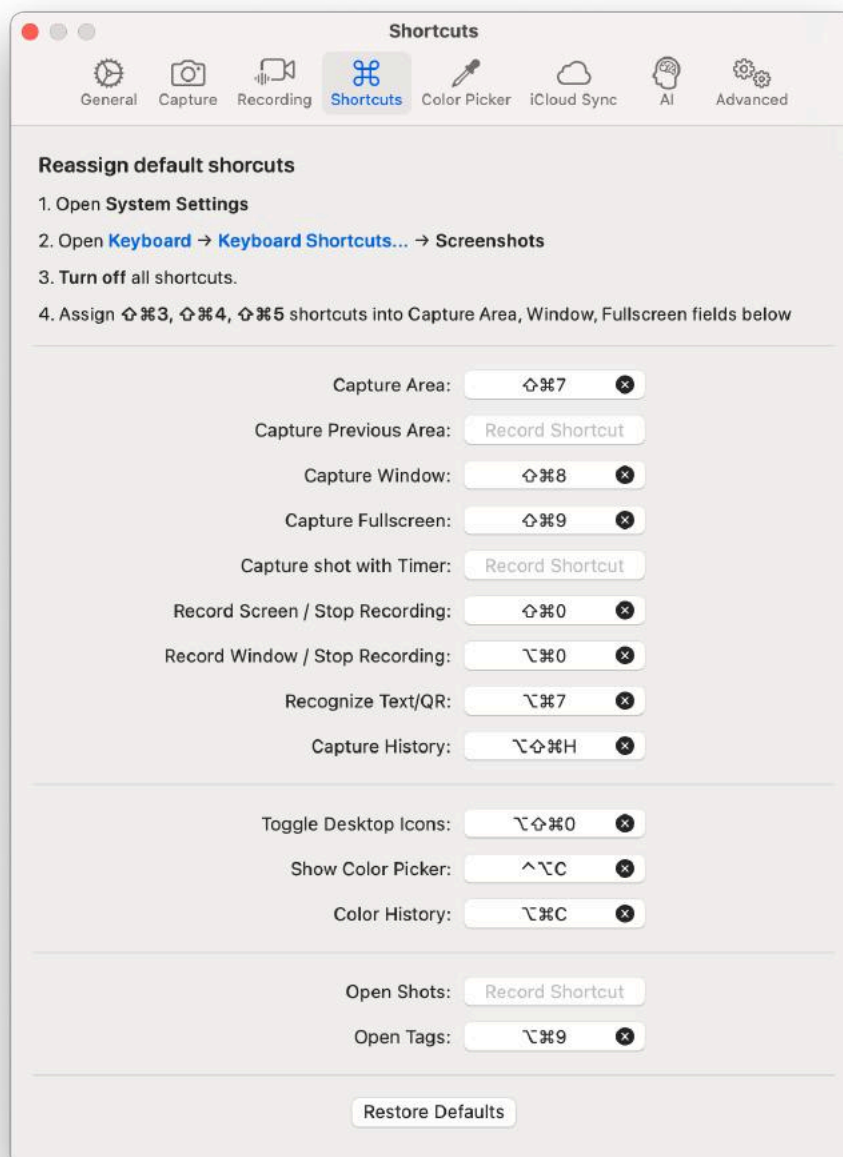 Shortcuts
General Capture Recording Shortcuts Color Picker iCloud Sync AI Advanced
Reassign default shorcuts
1. Open System Settings
2. Open Keyboard → Keyboard Shortcuts... → Screenshots
3. Turn off all shortcuts.
4. Assign ⇧⌘3, ⇧⌘4, ⇧⌘5 shortcuts into Capture Area, Window, Fullscreen fields below
Capture Area: ⇧⌘7
Capture Previous Area: Record Shortcut
Capture Window: ⇧⌘8
Capture Fullscreen: ⇧⌘9
Capture shot with Timer: Record Shortcut
Record Screen / Stop Recording: ⇧⌘0
Record Window / Stop Recording: ⌥⌘0
Recognize Text/QR: ⌥⌘7
Capture History: ⌥⇧⌘H
Toggle Desktop Icons: ⌥⇧⌘0
Show Color Picker: ^⌥C
Color History: ⌥⌘C
Open Shots: Record Shortcut
Open Tags: ⌥⌘9
Restore Defaults